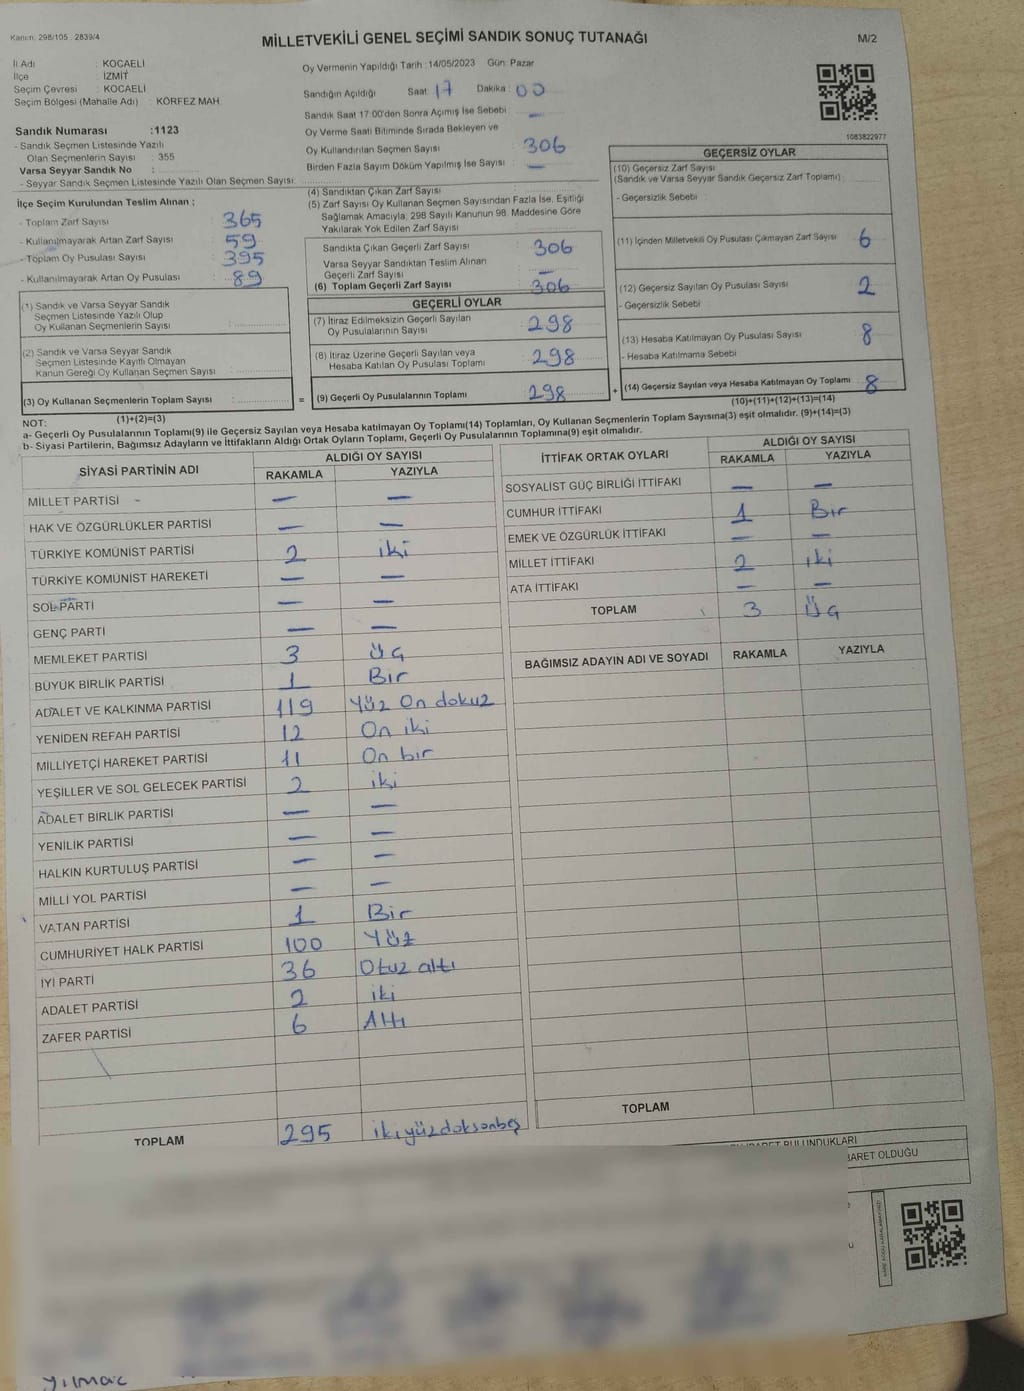 Kanun: 298/105 : 2839/4
MİLLETVEKİLİ GENEL SEÇİMİ SANDIK SONUÇ TUTANAĞI
M/2
İl Adı : KOCAELİ
İlçe : İZMİT
Seçim Çevresi : KOCAELİ
Seçim Bölgesi (Mahalle Adı) : KÖRFEZ MAH.
Sandık Numarası :1123
- Sandık Seçmen Listesinde Yazılı
Olan Seçmenlerin Sayısı : 355
Varsa Seyyar Sandık No :
- Seyyar Sandık Seçmen Listesinde Yazılı Olan Seçmen Sayısı:
Oy Vermenin Yapıldığı Tarih :14/05/2023 Gün: Pazar
Sandığın Açıldığı Saat: 17 Dakika: 00
Sandık Saat 17:00'den Sonra Açımış İse Sebebi : —
Oy Verme Saati Bitiminde Sırada Bekleyen ve
Oy Kullandırılan Seçmen Sayısı : 306
Birden Fazla Sayım Döküm Yapılmış İse Sayısı : —
1083822977
İlçe Seçim Kurulundan Teslim Alınan ;
- Toplam Zarf Sayısı : 365
- Kullanılmayarak Artan Zarf Sayısı : 59
- Toplam Oy Pusulası Sayısı : 395
- Kullanılmayarak Artan Oy Pusulası : 89
(1) Sandık ve Varsa Seyyar Sandık
Seçmen Listesinde Yazılı Olup
Oy Kullanan Seçmenlerin Sayısı :
(2) Sandık ve Varsa Seyyar Sandık
Seçmen Listesinde Kayıtlı Olmayan
Kanun Gereği Oy Kullanan Seçmen Sayısı :
(3) Oy Kullanan Seçmenlerin Toplam Sayısı :
(1)+(2)=(3)
(4) Sandıktan Çıkan Zarf Sayısı :
(5) Zarf Sayısı Oy Kullanan Seçmen Sayısından Fazla İse, Eşitliği
Sağlamak Amacıyla, 298 Sayılı Kanunun 98. Maddesine Göre
Yakılarak Yok Edilen Zarf Sayısı :
Sandıkta Çıkan Geçerli Zarf Sayısı : 306
Varsa Seyyar Sandıktan Teslim Alınan
Geçerli Zarf Sayısı : —
(6) Toplam Geçerli Zarf Sayısı : 306
GEÇERLİ OYLAR
(7) İtiraz Edilmeksizin Geçerli Sayılan
Oy Pusulalarının Sayısı : 298
(8) İtiraz Üzerine Geçerli Sayılan veya
Hesaba Katılan Oy Pusulası Toplamı : 298
= (9) Geçerli Oy Pusulalarının Toplamı : 298
GEÇERSİZ OYLAR
(10) Geçersiz Zarf Sayısı
(Sandık ve Varsa Seyyar Sandık Geçersiz Zarf Toplamı) :
- Geçersizlik Sebebi :
(11) İçinden Milletvekili Oy Pusulası Çıkmayan Zarf Sayısı : 6
(12) Geçersiz Sayılan Oy Pusulası Sayısı : 2
- Geçersizlik Sebebi :
(13) Hesaba Katılmayan Oy Pusulası Sayısı : 8
- Hesaba Katılmama Sebebi :
+ (14) Geçersiz Sayılan veya Hesaba Katılmayan Oy Toplamı : 8
(10)+(11)+(12)+(13)=(14)
NOT:
a- Geçerli Oy Pusulalarının Toplamı(9) ile Geçersiz Sayılan veya Hesaba katılmayan Oy Toplamı(14) Toplamları, Oy Kullanan Seçmenlerin Toplam Sayısına(3) eşit olmalıdır. (9)+(14)=(3)
b- Siyasi Partilerin, Bağımsız Adayların ve İttifakların Aldığı Ortak Oyların Toplamı, Geçerli Oy Pusulalarının Toplamına(9) eşit olmalıdır.
SİYASİ PARTİNİN ADI ALDIĞI OY SAYISI
RAKAMLA YAZIYLA
MİLLET PARTİSİ — —
HAK VE ÖZGÜRLÜKLER PARTİSİ — —
TÜRKİYE KOMÜNİST PARTİSİ 2 iki
TÜRKİYE KOMÜNİST HAREKETİ — —
SOL PARTİ — —
GENÇ PARTİ — —
MEMLEKET PARTİSİ 3 üç
BÜYÜK BİRLİK PARTİSİ 1 Bir
ADALET VE KALKINMA PARTİSİ 119 Yüz On dokuz
YENİDEN REFAH PARTİSİ 12 On iki
MİLLİYETÇİ HAREKET PARTİSİ 11 On bir
YEŞİLLER VE SOL GELECEK PARTİSİ 2 iki
ADALET BİRLİK PARTİSİ — —
YENİLİK PARTİSİ — —
HALKIN KURTULUŞ PARTİSİ — —
MİLLİ YOL PARTİSİ — —
VATAN PARTİSİ 1 Bir
CUMHURİYET HALK PARTİSİ 100 Yüz
İYİ PARTİ 36 Otuz altı
ADALET PARTİSİ 2 iki
ZAFER PARTİSİ 6 Altı
TOPLAM 295 ikiyüzdoksanbeş
İTTİFAK ORTAK OYLARI ALDIĞI OY SAYISI
RAKAMLA YAZIYLA
SOSYALİST GÜÇ BİRLİĞİ İTTİFAKI — —
CUMHUR İTTİFAKI 1 Bir
EMEK VE ÖZGÜRLÜK İTTİFAKI — —
MİLLET İTTİFAKI 2 iki
ATA İTTİFAKI — —
TOPLAM 3 üç
BAĞIMSIZ ADAYIN ADI VE SOYADI RAKAMLA YAZIYLA
TOPLAM
BULUNDUKLARI
İBARET OLDUĞU
yılmaz